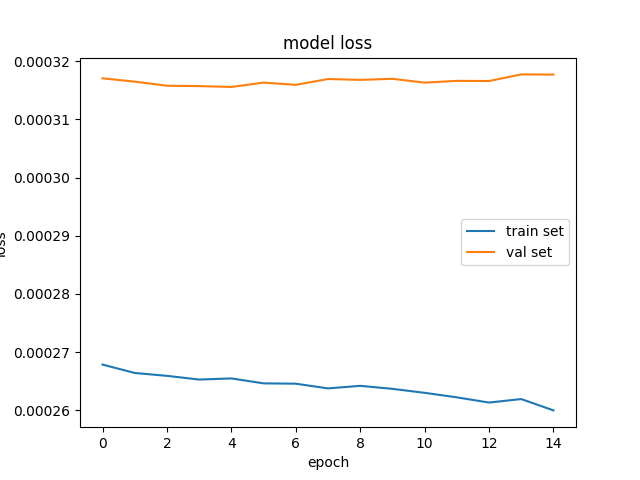 model loss
0.00032
0.00031
0.00030
0.00029
0.00028
0.00027
0.00026
loss
train set
val set
0 2 4 6 8 10 12 14
epoch